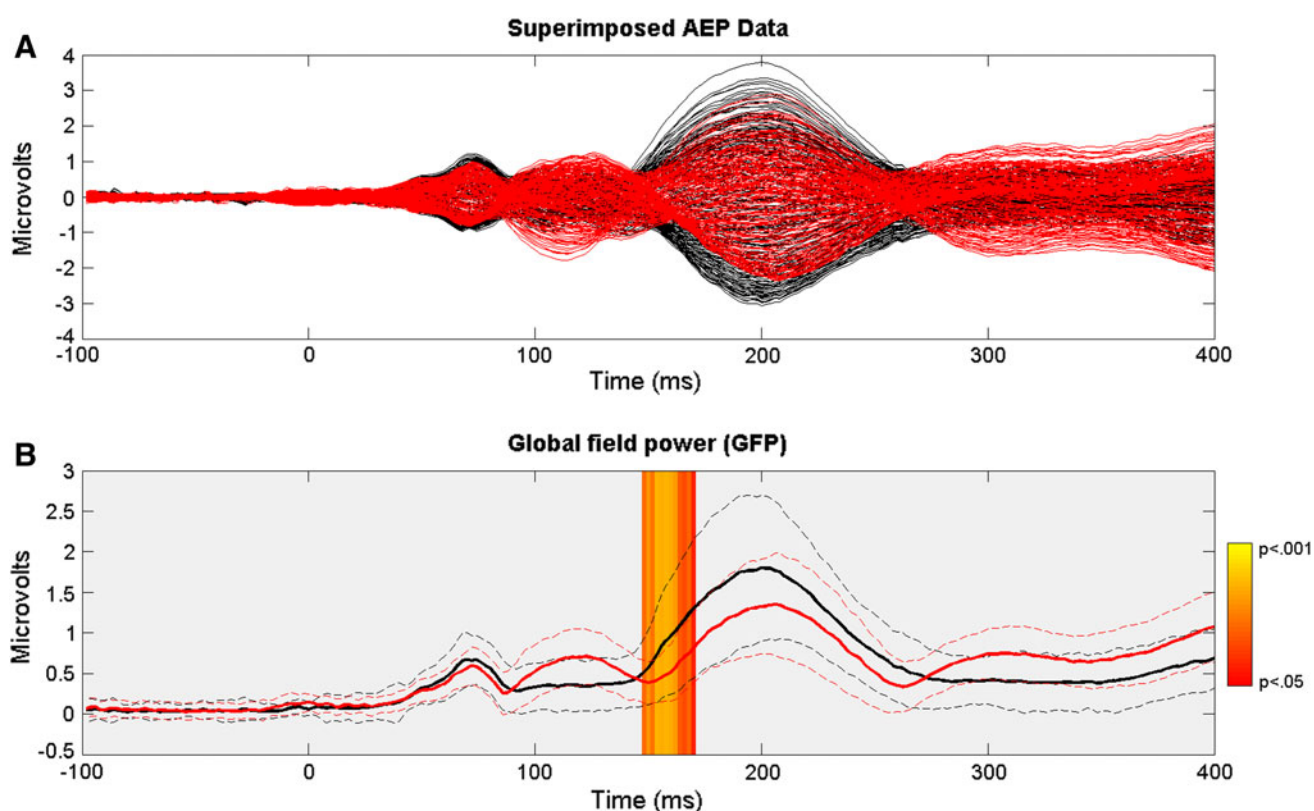 A
Superimposed AEP Data
4
3
2
1
0
-1
-2
-3
-4
Microvolts
-100 0 100 200 300 400
Time (ms)
B
Global field power (GFP)
3
2.5
2
1.5
1
0.5
0
-0.5
Microvolts
p<.001
p<.05
-100 0 100 200 300 400
Time (ms)